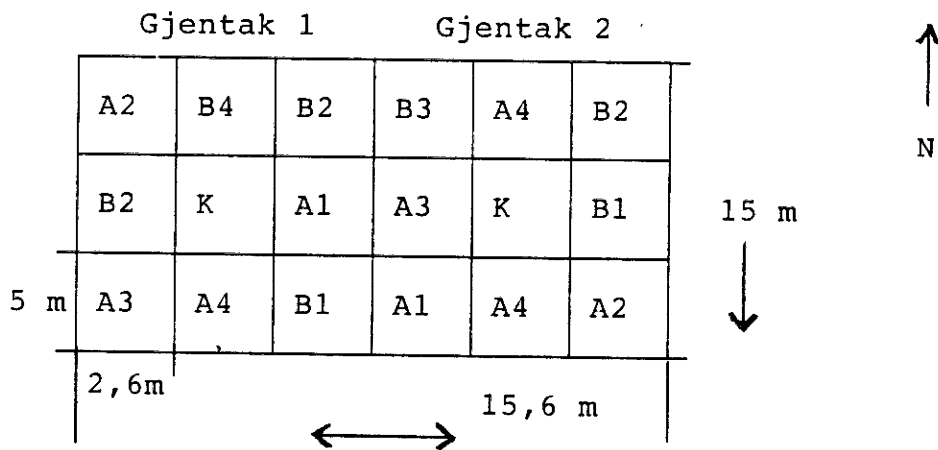 Gjentak 1 Gjentak 2
A2 B4 B2 B3 A4 B2
N
B2 K A1 A3 K B1 15 m
5 m A3 A4 B1 A1 A4 A2
2,6m 15,6 m